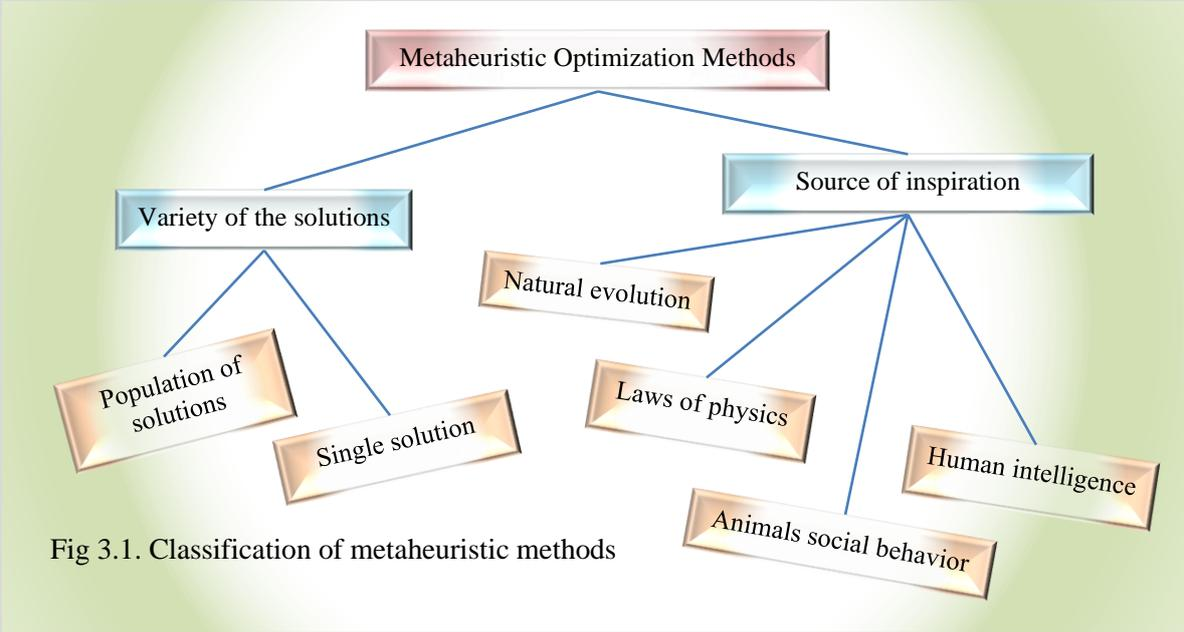 Metaheuristic Optimization Methods
Source of inspiration
Variety of the solutions
Natural evolution
Population of
solutions
Laws of physics
Single solution
Human intelligence
Animals social behavior
Fig 3.1. Classification of metaheuristic methods